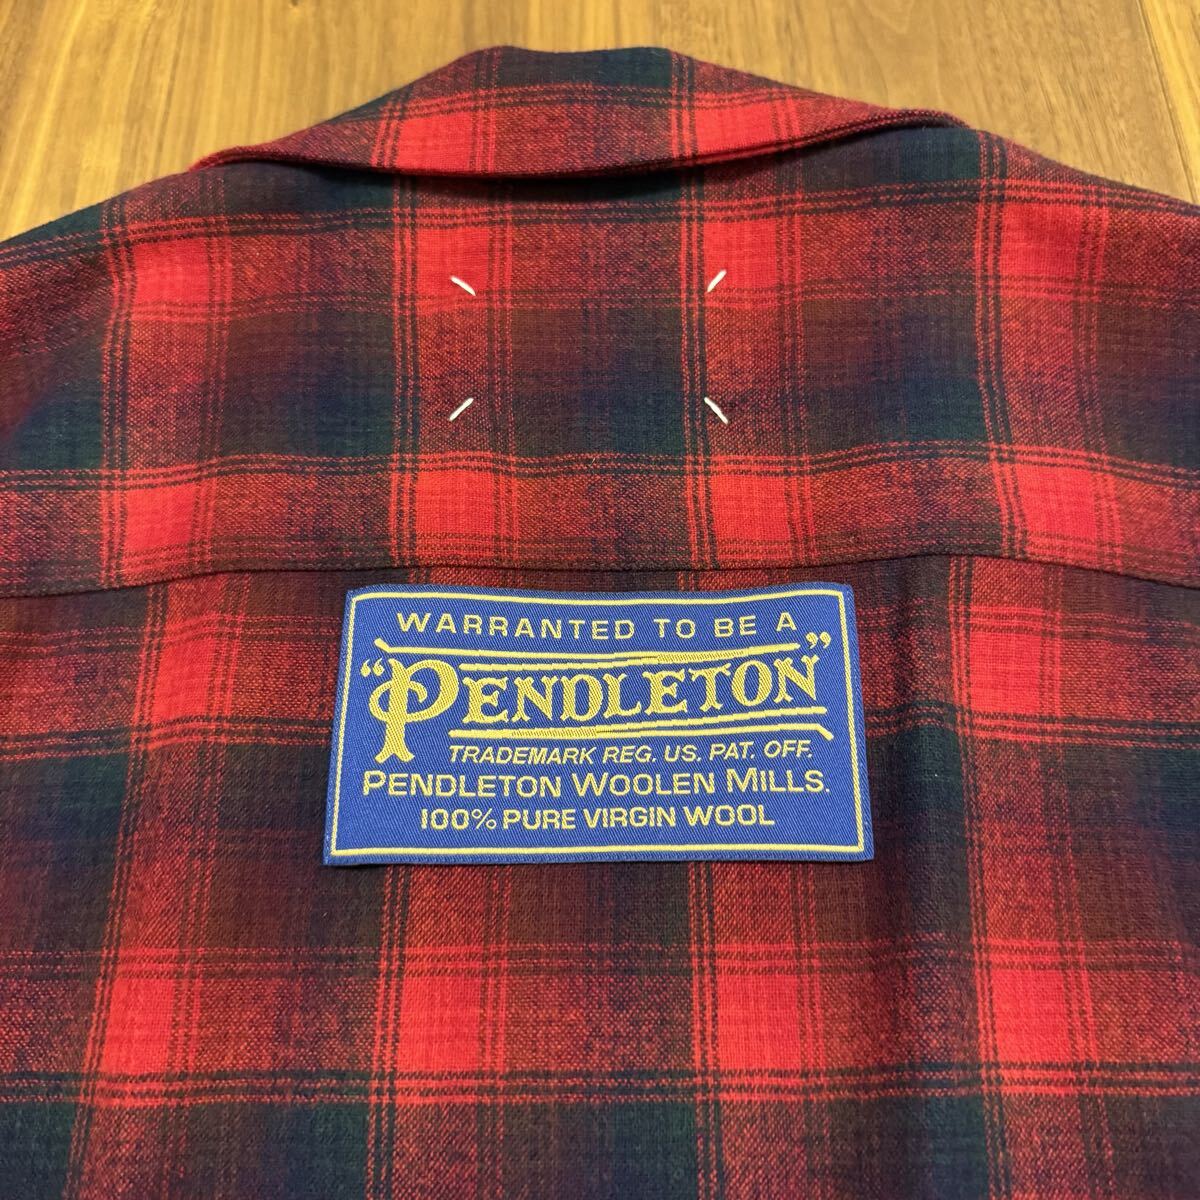 WARRANTED TO BE A
"PENDLETON"
TRADEMARK REG. US. PAT. OFF.
PENDLETON WOOLEN MILLS.
100% PURE VIRGIN WOOL